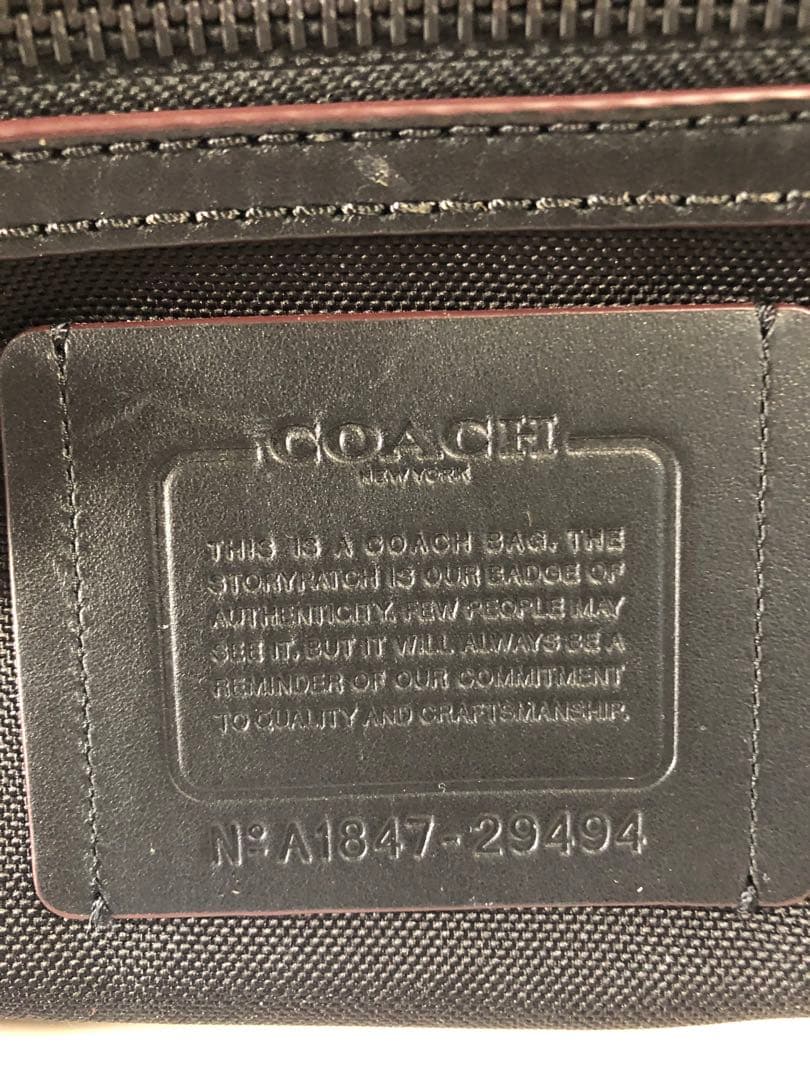 COACH
NEW YORK
THIS IS A COACH BAG. THE
STORYPATCH IS OUR BADGE OF
AUTHENTICITY. FEW PEOPLE MAY
SEE IT, BUT IT WILL ALWAYS BE A
REMINDER OF OUR COMMITMENT
TO QUALITY AND CRAFTSMANSHIP.
Nº A1847-29494